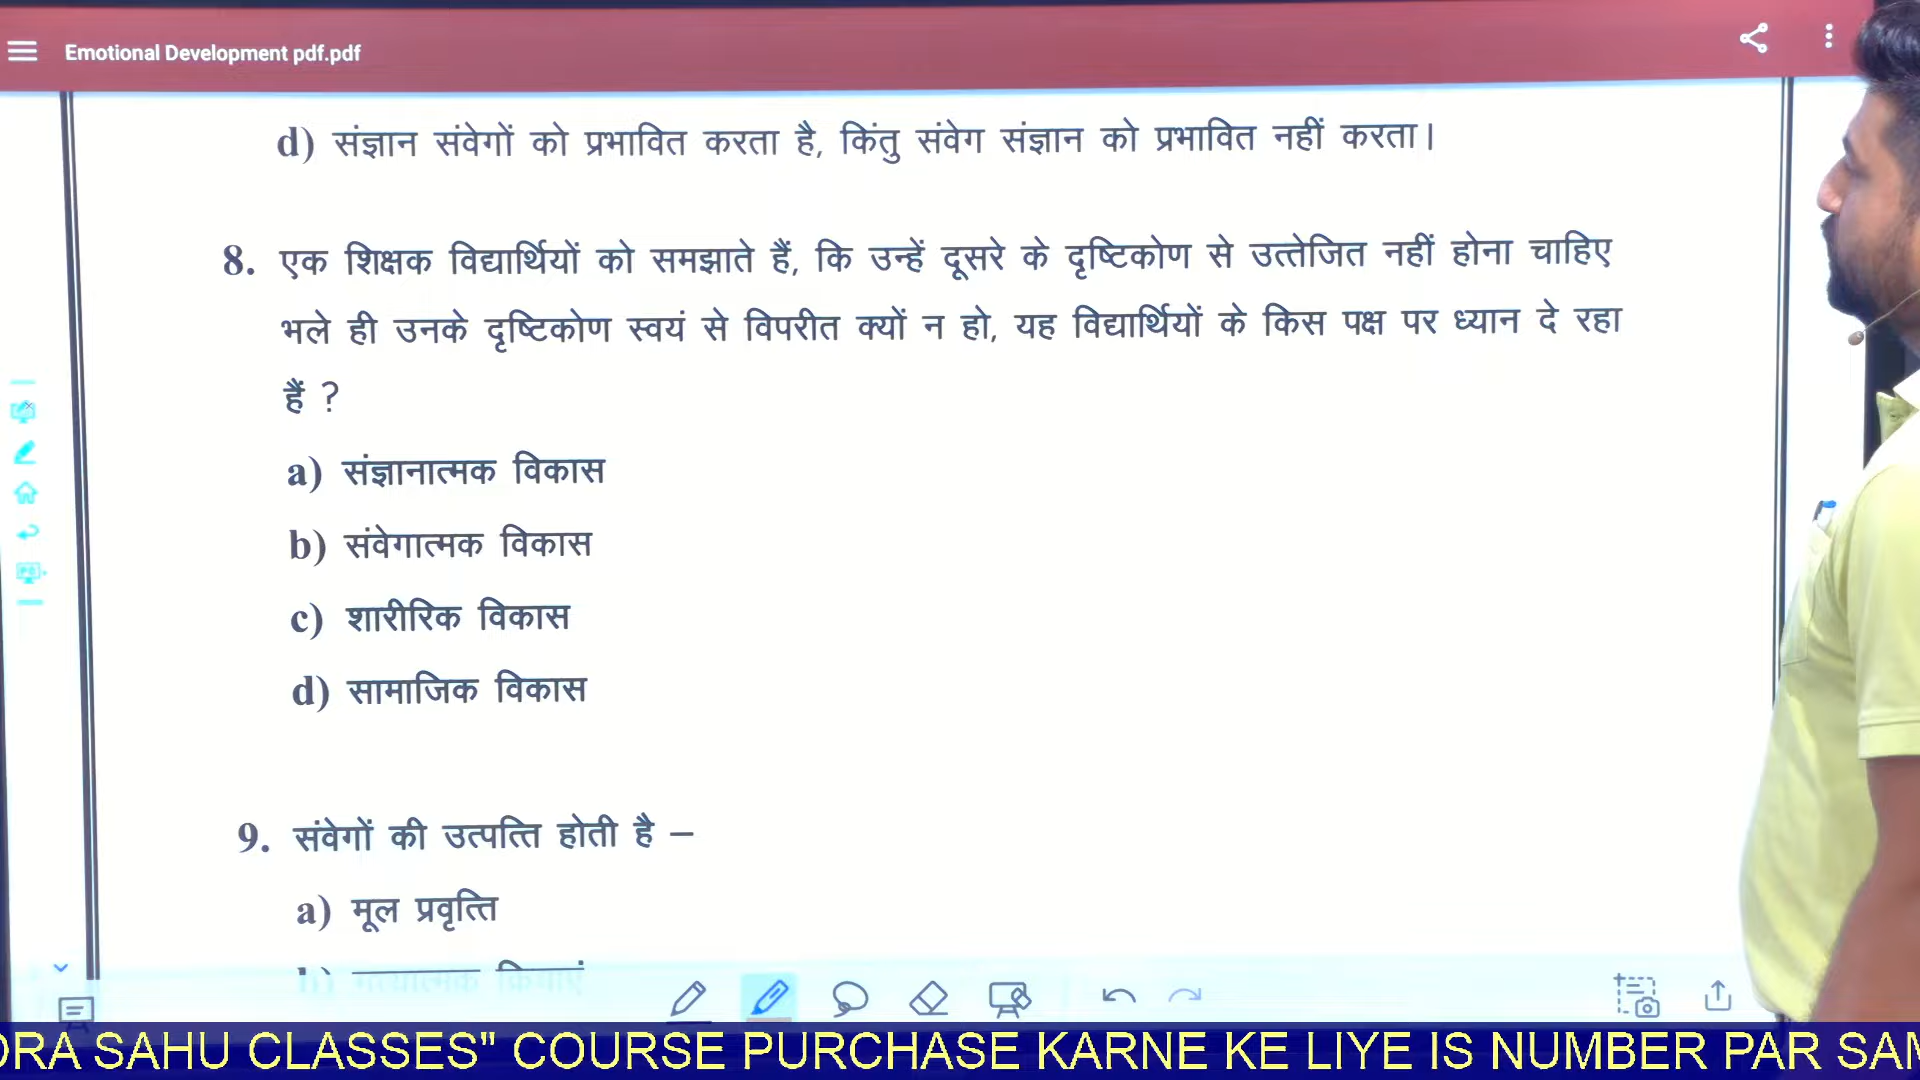 Emotional Development pdf.pdf
d) संज्ञान संवेगों को प्रभावित करता है, किंतु संवेग संज्ञान को प्रभावित नहीं करता।
8. एक शिक्षक विद्यार्थियों को समझाते हैं, कि उन्हें दूसरे के दृष्टिकोण से उत्तेजित नहीं होना चाहिए
भले ही उनके दृष्टिकोण स्वयं से विपरीत क्यों न हो, यह विद्यार्थियों के किस पक्ष पर ध्यान दे रहा
हैं ?
a) संज्ञानात्मक विकास
b) संवेगात्मक विकास
c) शारीरिक विकास
d) सामाजिक विकास
9. संवेगों की उत्पत्ति होती है –
a) मूल प्रवृत्ति
b)
ORA SAHU CLASSES" COURSE PURCHASE KARNE KE LIYE IS NUMBER PAR SAM